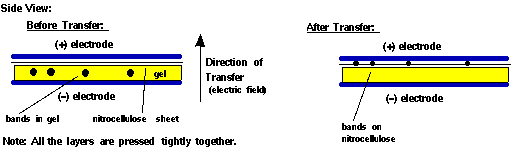 Side View:
Before Transfer:
(+) electrode
gel
(–) electrode
bands in gel
nitrocellulose sheet
Direction of
Transfer
(electric field)
After Transfer:
(+) electrode
(–) electrode
bands on
nitrocellulose
Note: All the layers are pressed tightly together.